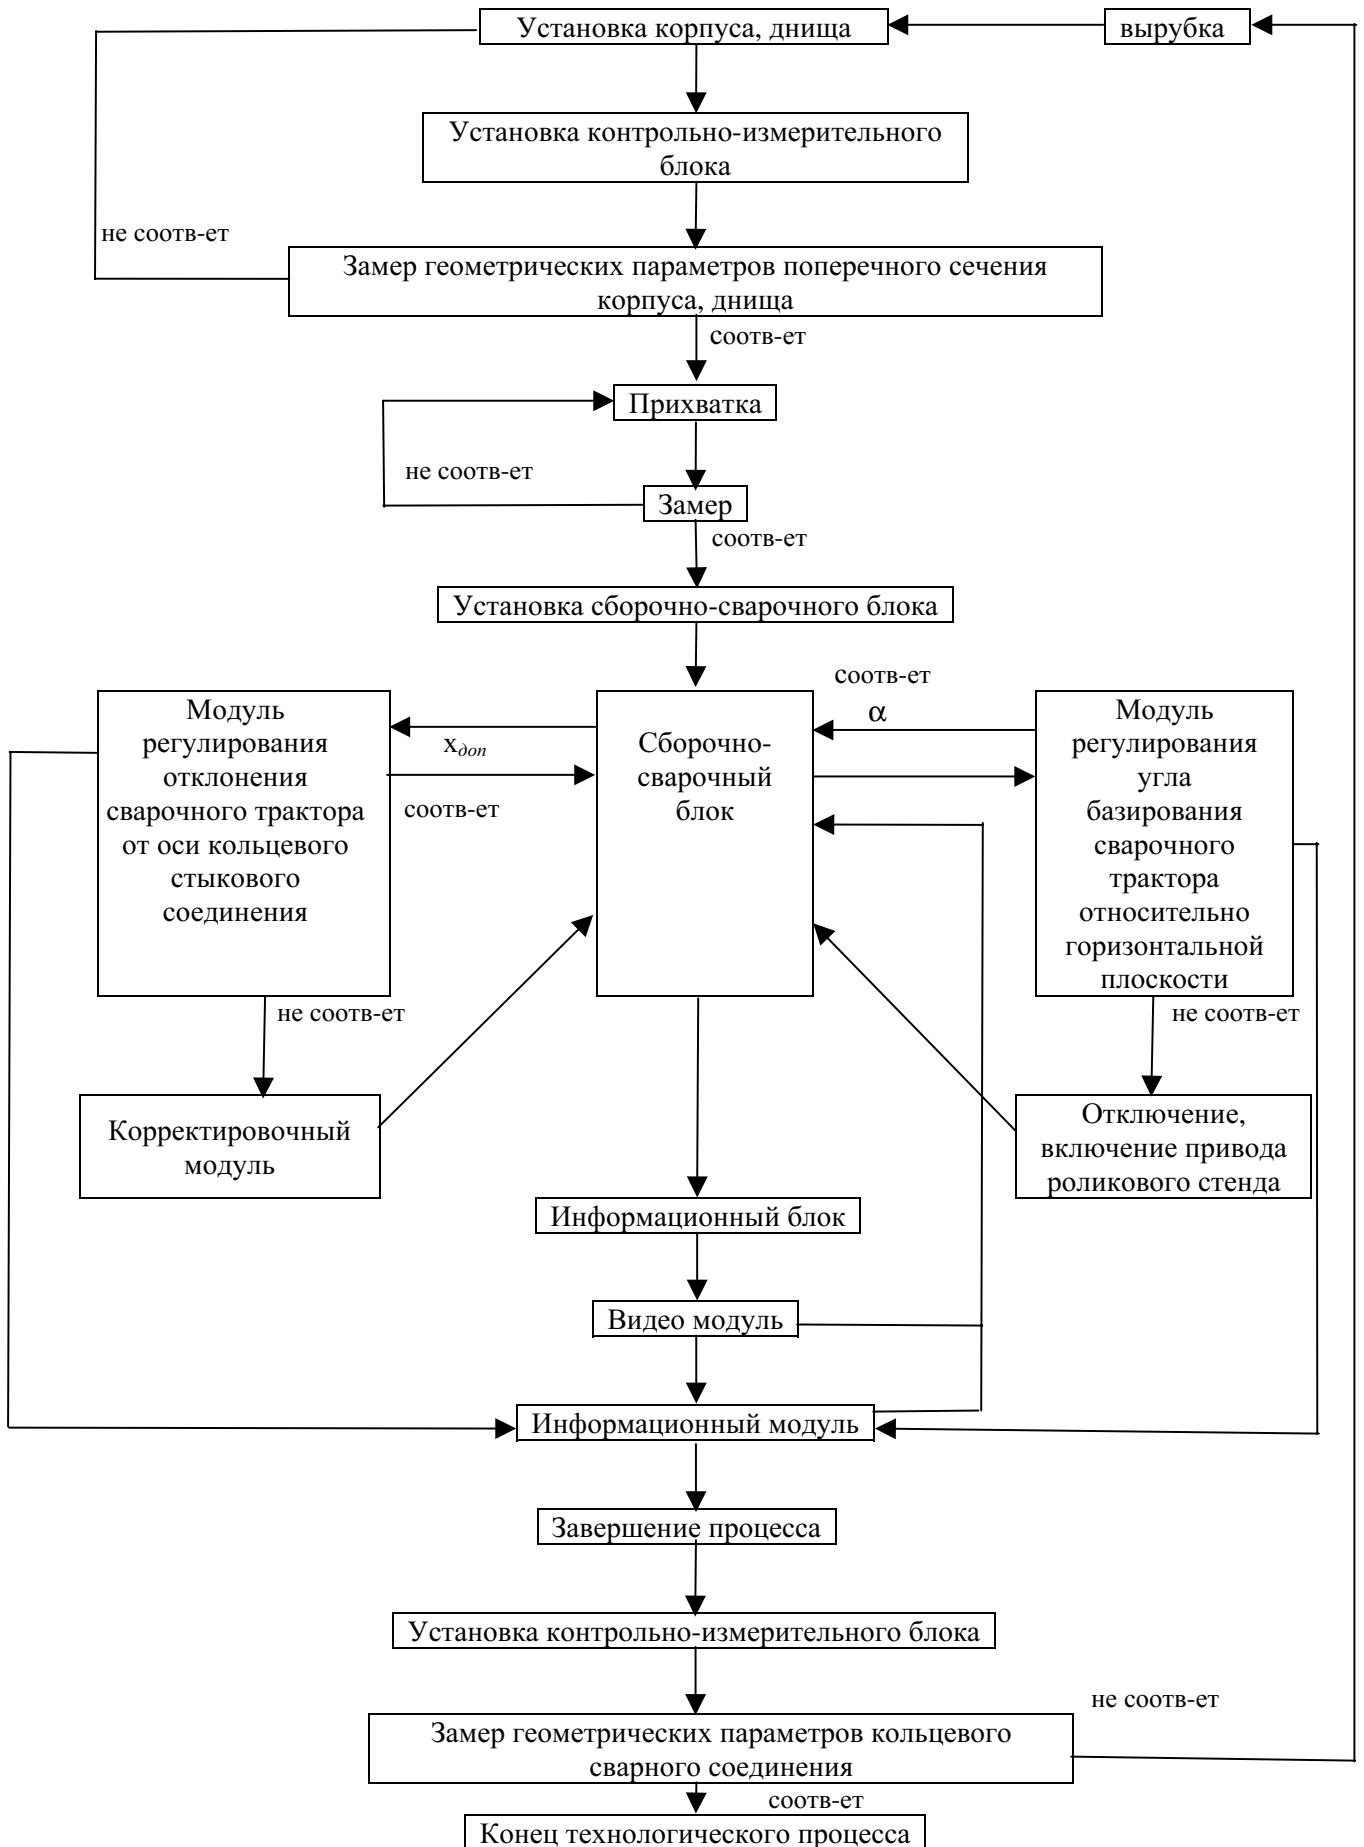 Установка корпуса, днища
вырубка
Установка контрольно-измерительного
блока
не соотв-ет
Замер геометрических параметров поперечного сечения
корпуса, днища
соотв-ет
Прихватка
не соотв-ет
Замер
соотв-ет
Установка сборочно-сварочного блока
Модуль
регулирования
отклонения
сварочного трактора
от оси кольцевого
стыкового
соединения
xдоп
соотв-ет
Сборочно-
сварочный
блок
соотв-ет
α
Модуль
регулирования
угла
базирования
сварочного
трактора
относительно
горизонтальной
плоскости
не соотв-ет
не соотв-ет
Корректировочный
модуль
Отключение,
включение привода
роликового стенда
Информационный блок
Видео модуль
Информационный модуль
Завершение процесса
Установка контрольно-измерительного блока
не соотв-ет
Замер геометрических параметров кольцевого
сварного соединения
соотв-ет
Конец технологического процесса